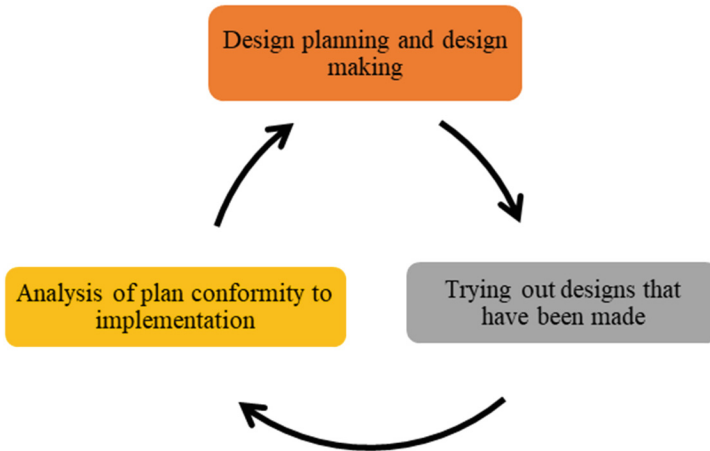 Design planning and design
making
Trying out designs that
have been made
Analysis of plan conformity to
implementation